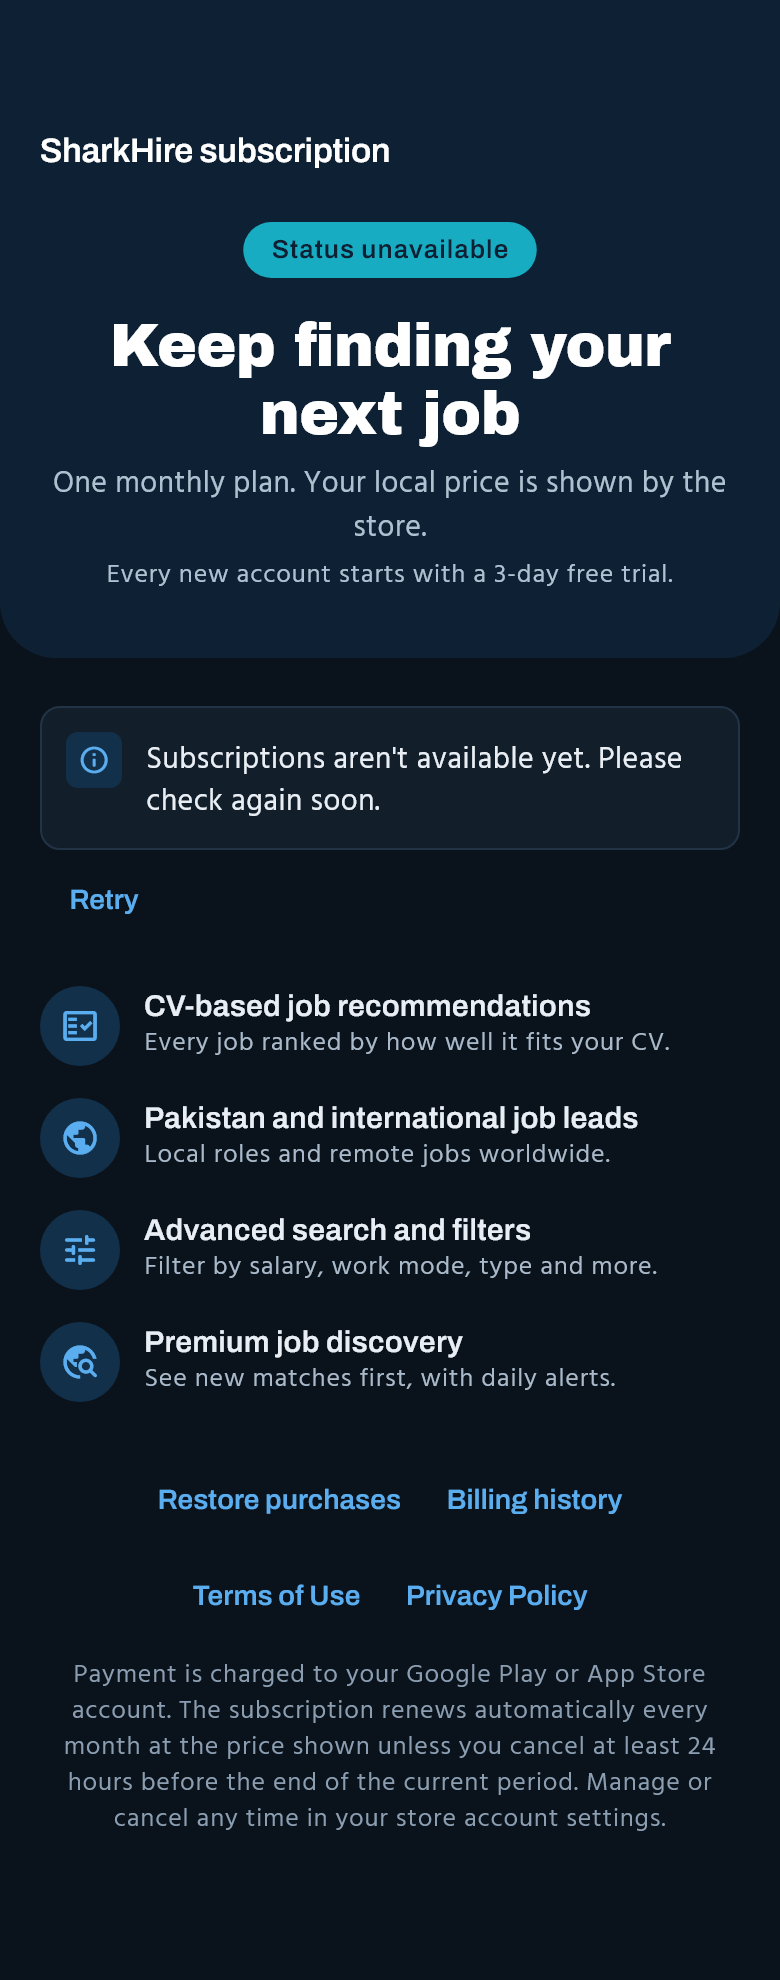 SharkHire subscription
Status unavailable
Keep finding your
next job
One monthly plan. Your local price is shown by the
store.
Every new account starts with a 3-day free trial.
Subscriptions aren't available yet. Please
check again soon.
Retry
CV-based job recommendations
Every job ranked by how well it fits your CV.
Pakistan and international job leads
Local roles and remote jobs worldwide.
Advanced search and filters
Filter by salary, work mode, type and more.
Premium job discovery
See new matches first, with daily alerts.
Restore purchases Billing history
Terms of Use Privacy Policy
Payment is charged to your Google Play or App Store
account. The subscription renews automatically every
month at the price shown unless you cancel at least 24
hours before the end of the current period. Manage or
cancel any time in your store account settings.